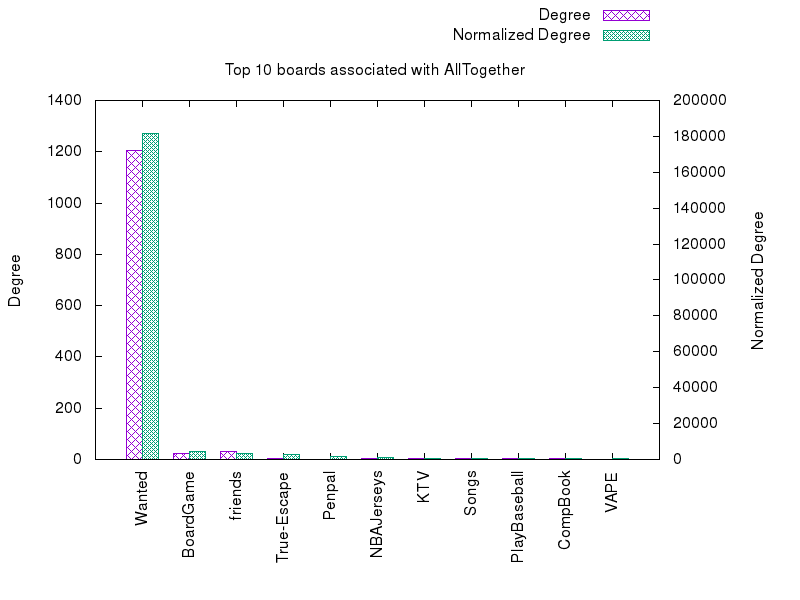 Degree
Normalized Degree
Top 10 boards associated with AllTogether
1400
1200
1000
800
600
400
200
0
Degree
200000
180000
160000
140000
120000
100000
80000
60000
40000
20000
0
Normalized Degree
Wanted
BoardGame
friends
True-Escape
Penpal
NBAJerseys
KTV
Songs
PlayBaseball
CompBook
VAPE